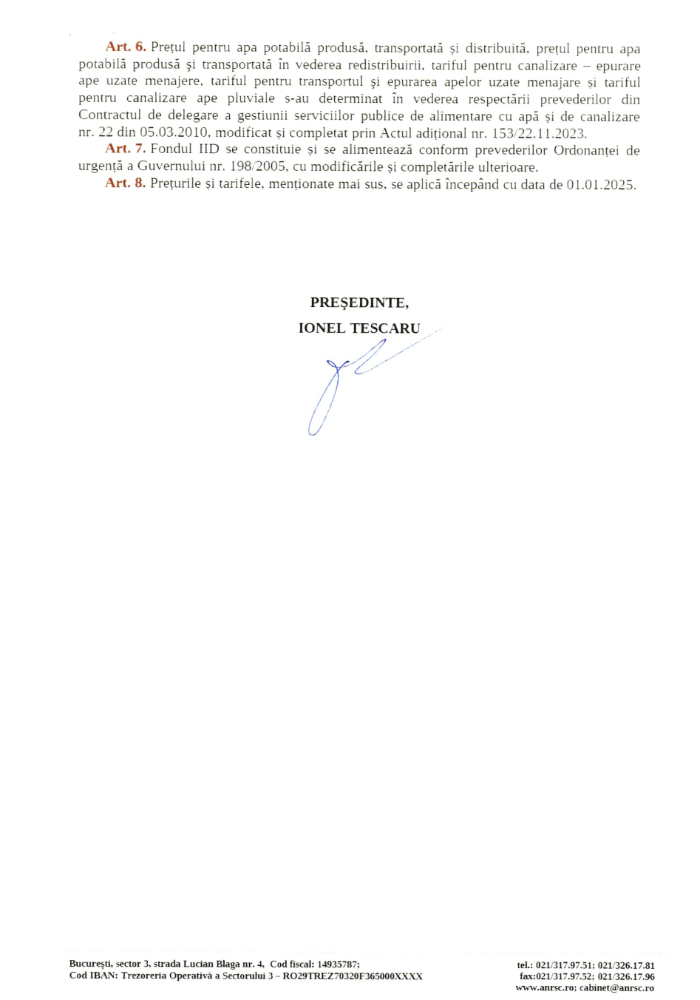 Art. 6. Prețul pentru apa potabilă produsă, transportată și distribuită, prețul pentru apa
potabilă produsă şi transportată în vederea redistribuirii, tariful pentru canalizare – epurare
ape uzate menajere, tariful pentru transportul şi epurarea apelor uzate menajare și tariful
pentru canalizare ape pluviale s-au determinat în vederea respectării prevederilor din
Contractul de delegare a gestiunii serviciilor publice de alimentare cu apă și de canalizare
nr. 22 din 05.03.2010, modificat și completat prin Actul adițional nr. 153/22.11.2023.
Art. 7. Fondul IID se constituie și se alimentează conform prevederilor Ordonanței de
urgență a Guvernului nr. 198/2005, cu modificările și completările ulterioare.
Art. 8. Prețurile și tarifele, menționate mai sus, se aplică începând cu data de 01.01.2025.
PREŞEDINTE,
IONEL TESCARU
București, sector 3, strada Lucian Blaga nr. 4, Cod fiscal: 14935787;
Cod IBAN: Trezoreria Operativă a Sectorului 3 – RO29TREZ70320F365000XXXX
tel.: 021/317.97.51; 021/326.17.81
fax:021/317.97.52; 021/326.17.96
www.anrsc.ro; cabinet@anrsc.ro